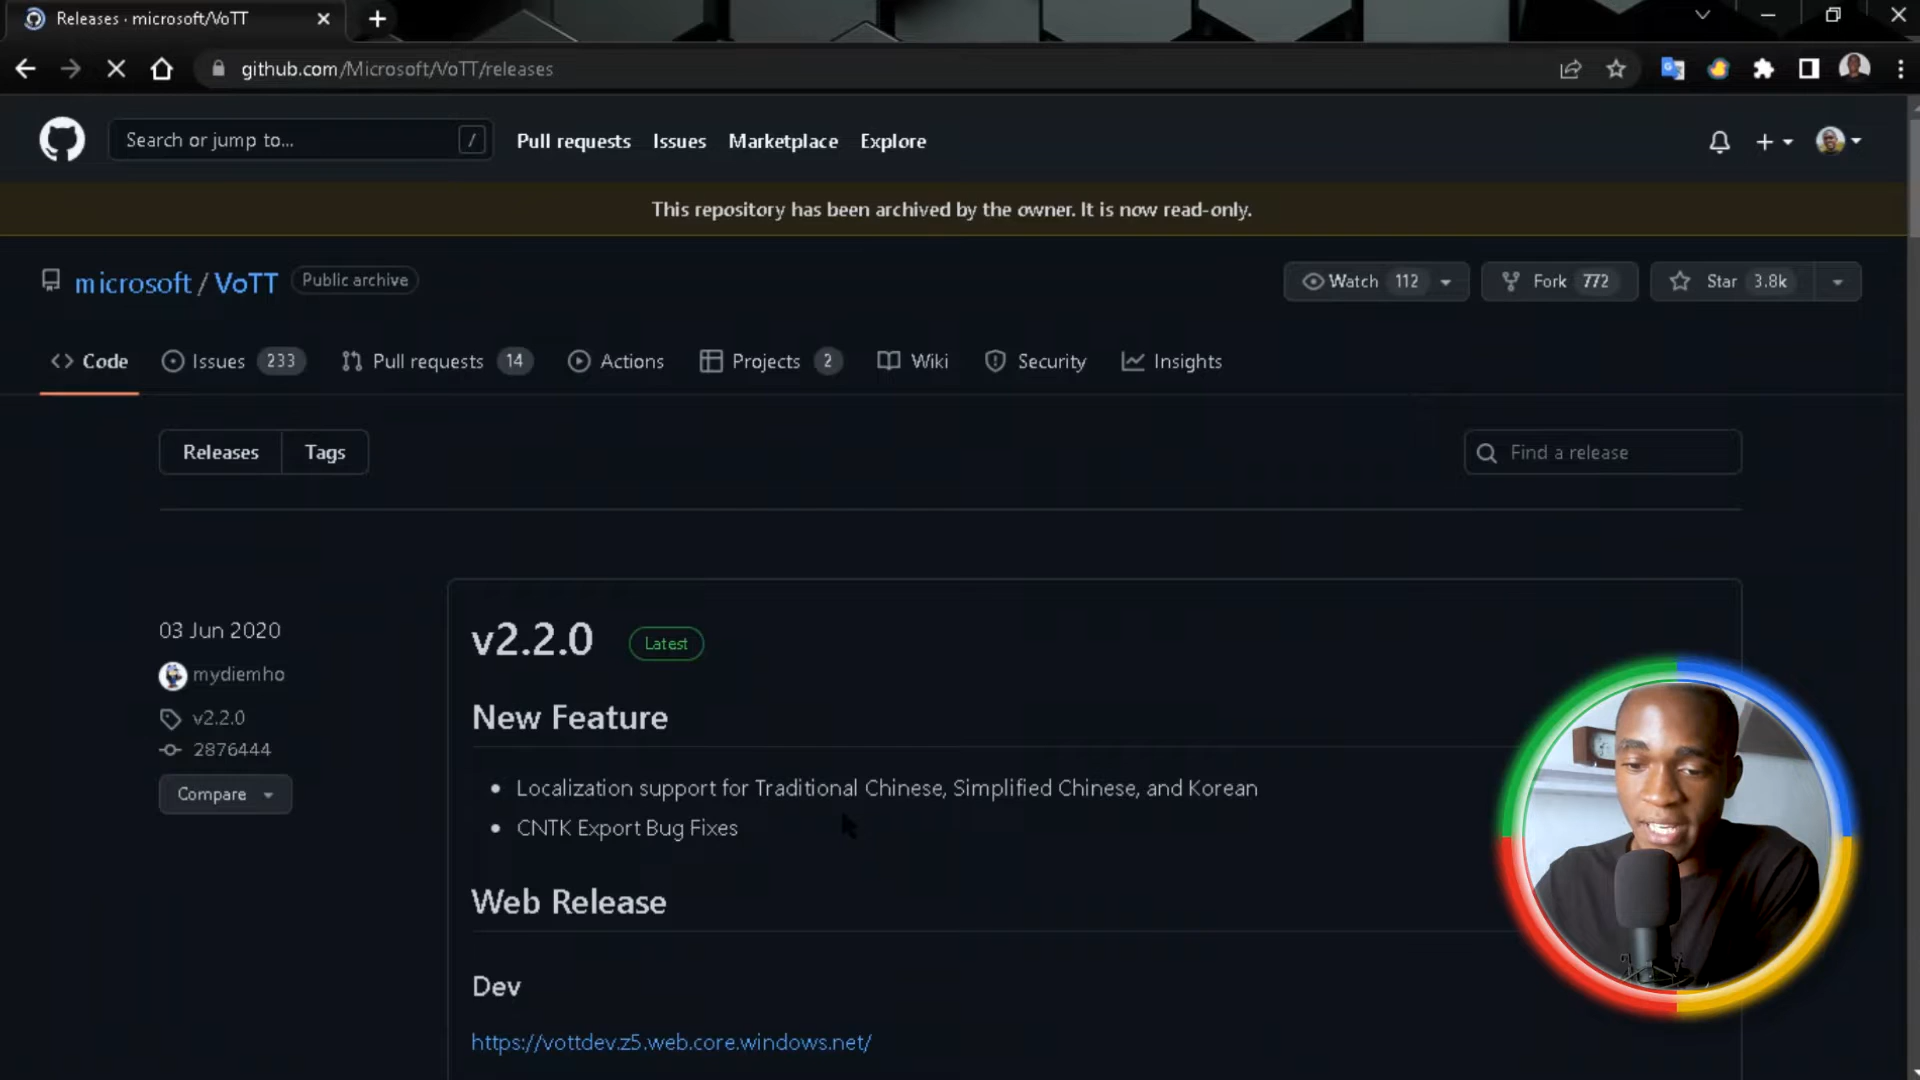 Releases · microsoft/VoTT
github.com/Microsoft/VoTT/releases
Search or jump to...
/
Pull requests
Issues
Marketplace
Explore
This repository has been archived by the owner. It is now read-only.
microsoft / VoTT
Public archive
Watch 112
Fork 772
Star 3.8k
Code
Issues 233
Pull requests 14
Actions
Projects 2
Wiki
Security
Insights
Releases
Tags
Find a release
03 Jun 2020
mydiemho
v2.2.0
2876444
Compare
v2.2.0
Latest
New Feature
Localization support for Traditional Chinese, Simplified Chinese, and Korean
CNTK Export Bug Fixes
Web Release
Dev
https://vottdev.z5.web.core.windows.net/